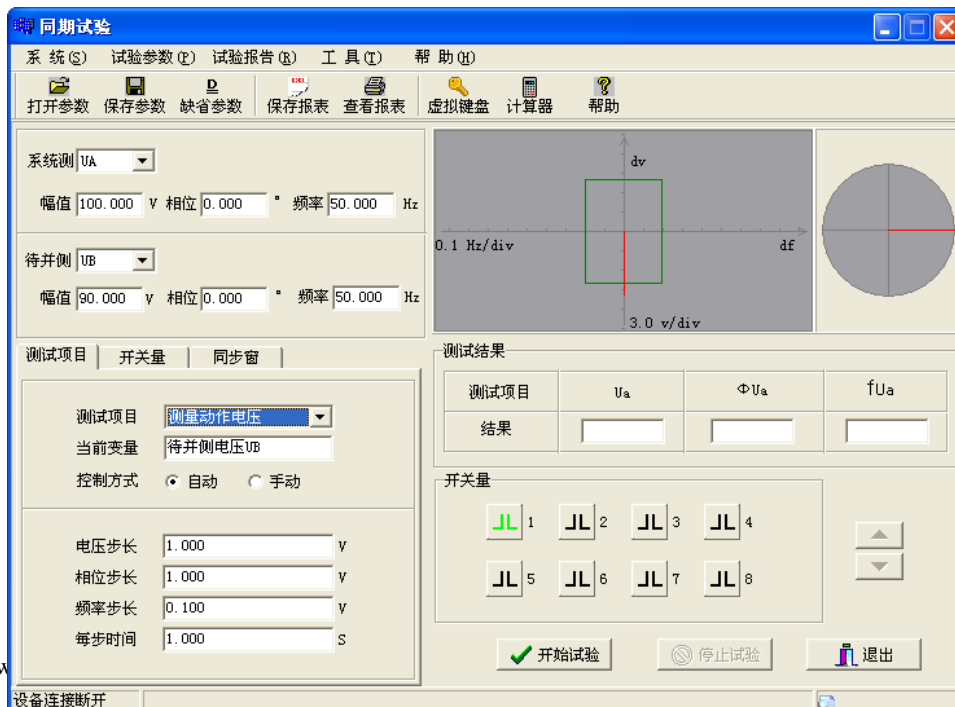 同期试验
系 统(S) 试验参数(P) 试验报告(R) 工 具(T) 帮 助(H)
打开参数 保存参数 缺省参数 保存报表 查看报表 虚拟键盘 计算器 帮助
系统测 UA
幅值 100.000 V 相位 0.000 ° 频率 50.000 Hz
待并侧 UB
幅值 90.000 V 相位 0.000 ° 频率 50.000 Hz
dv
0.1 Hz/div df
3.0 v/div
测试项目 开关量 同步窗
测试项目 测量动作电压
当前变量 待并侧电压UB
控制方式 自动 手动
电压步长 1.000 V
相位步长 1.000 V
频率步长 0.100 V
每步时间 1.000 S
测试结果
测试项目 Ua ΦUa fUa
结果
开关量
1 2 3 4
5 6 7 8
开始试验 停止试验 退出
w
设备连接断开